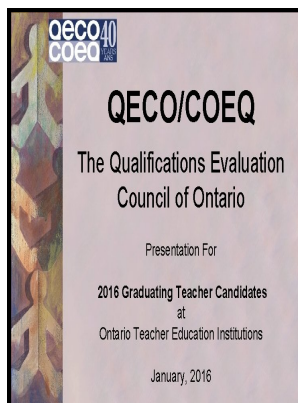 qeco 40
coeq YEARS
ANS
QECO/COEQ
The Qualifications Evaluation
Council of Ontario
Presentation For
2016 Graduating Teacher Candidates
at
Ontario Teacher Education Institutions
January, 2016